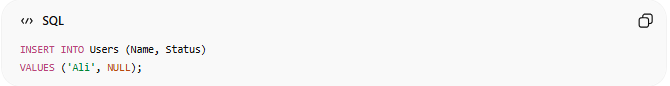 SQL
INSERT INTO Users (Name, Status)
VALUES ('Ali', NULL);